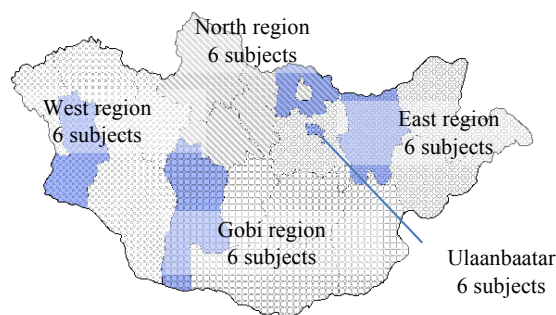 North region
6 subjects
West region
6 subjects
East region
6 subjects
Gobi region
6 subjects
Ulaanbaatar
6 subjects